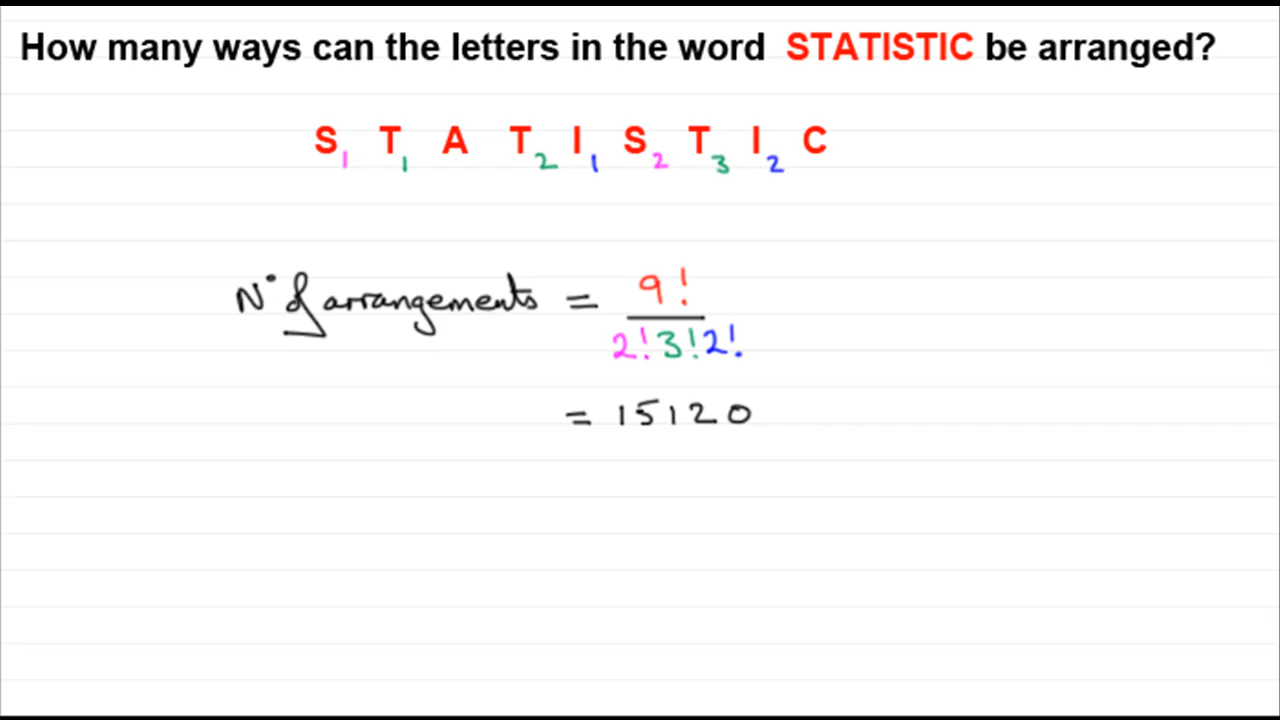 How many ways can the letters in the word STATISTIC be arranged?
S₁ T₁ A T₂ I₁ S₂ T₃ I₂ C
N° of arrangements = 9! / 2! 3! 2!
= 15120